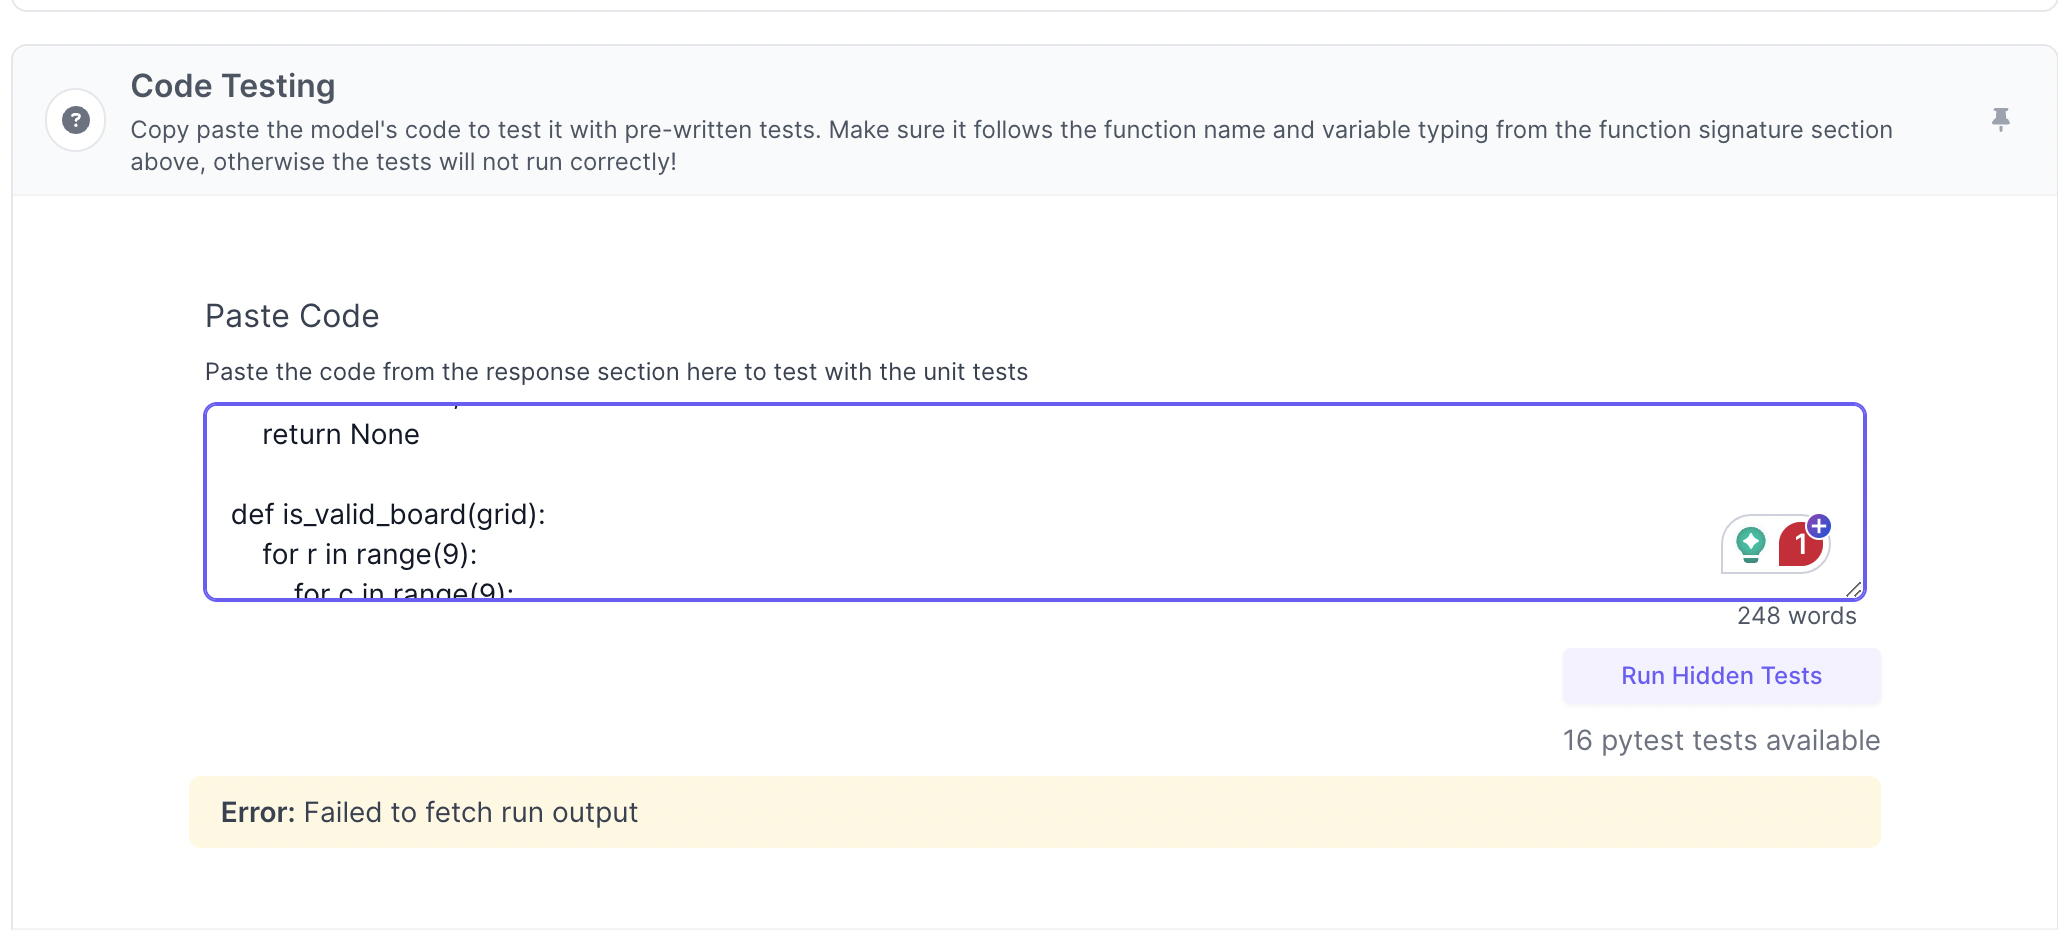 Code Testing
Copy paste the model's code to test it with pre-written tests. Make sure it follows the function name and variable typing from the function signature section
above, otherwise the tests will not run correctly!
Paste Code
Paste the code from the response section here to test with the unit tests
return None
def is_valid_board(grid):
for r in range(9):
for c in range(9):
1
248 words
Run Hidden Tests
16 pytest tests available
Error: Failed to fetch run output